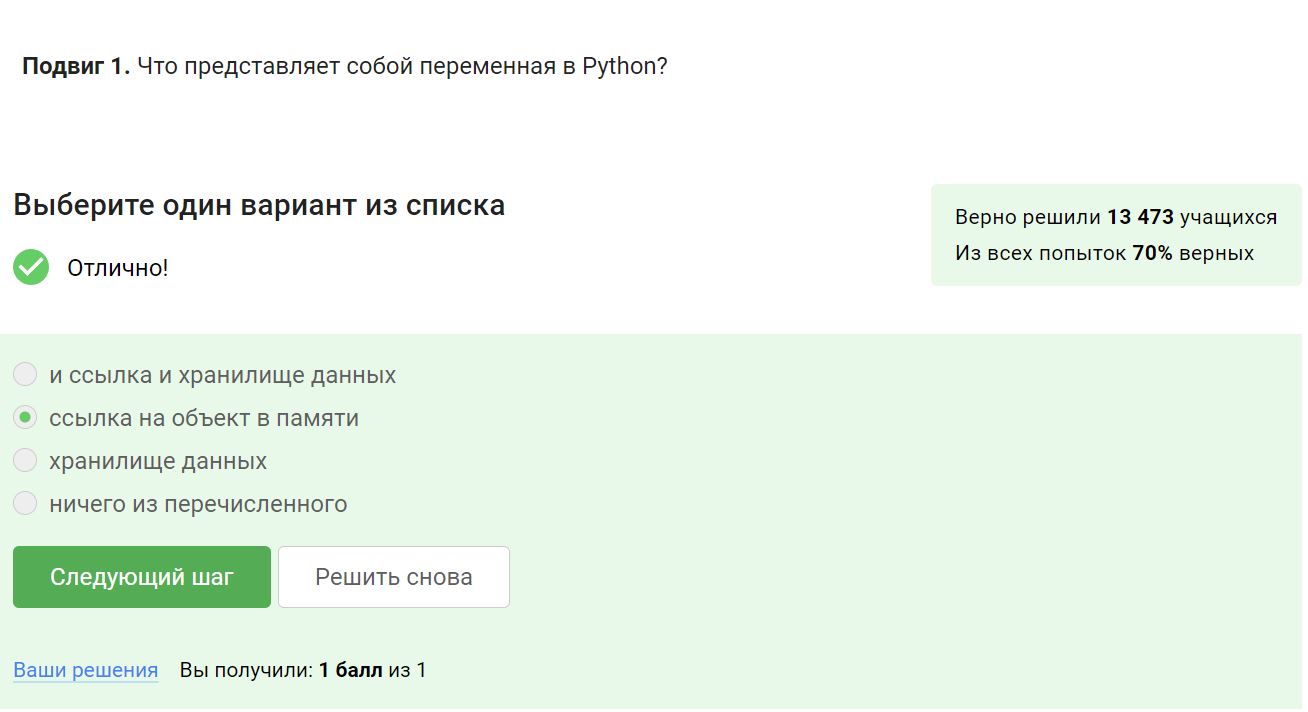 Подвиг 1. Что представляет собой переменная в Python?
Выберите один вариант из списка
Верно решили 13 473 учащихся
Из всех попыток 70% верных
Отлично!
и ссылка и хранилище данных
ссылка на объект в памяти
хранилище данных
ничего из перечисленного
Следующий шаг
Решить снова
Ваши решения Вы получили: 1 балл из 1